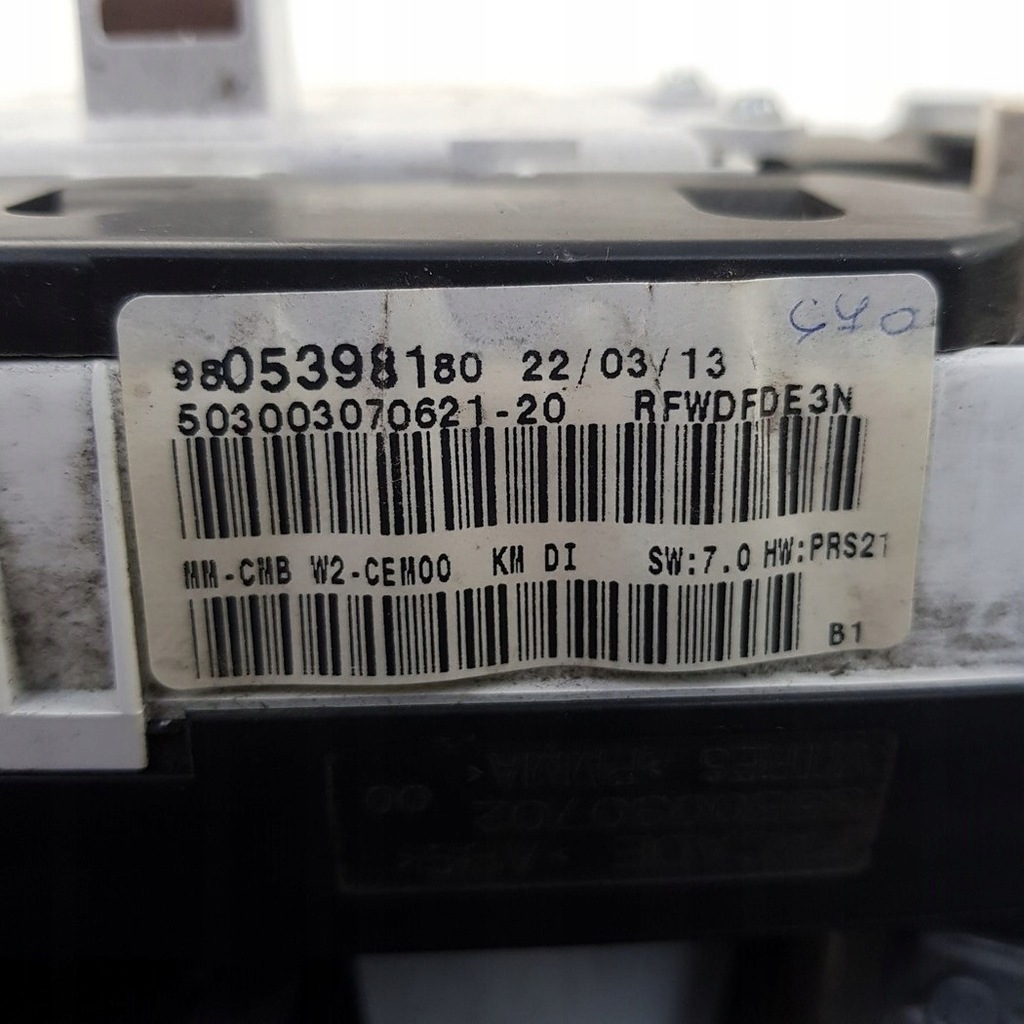 9805398180 22/03/13
503003070621-20 RFWDFDE3N
MM-CMB W2-CEM00 KM DI SW:7.0 HW:PRS21
B1